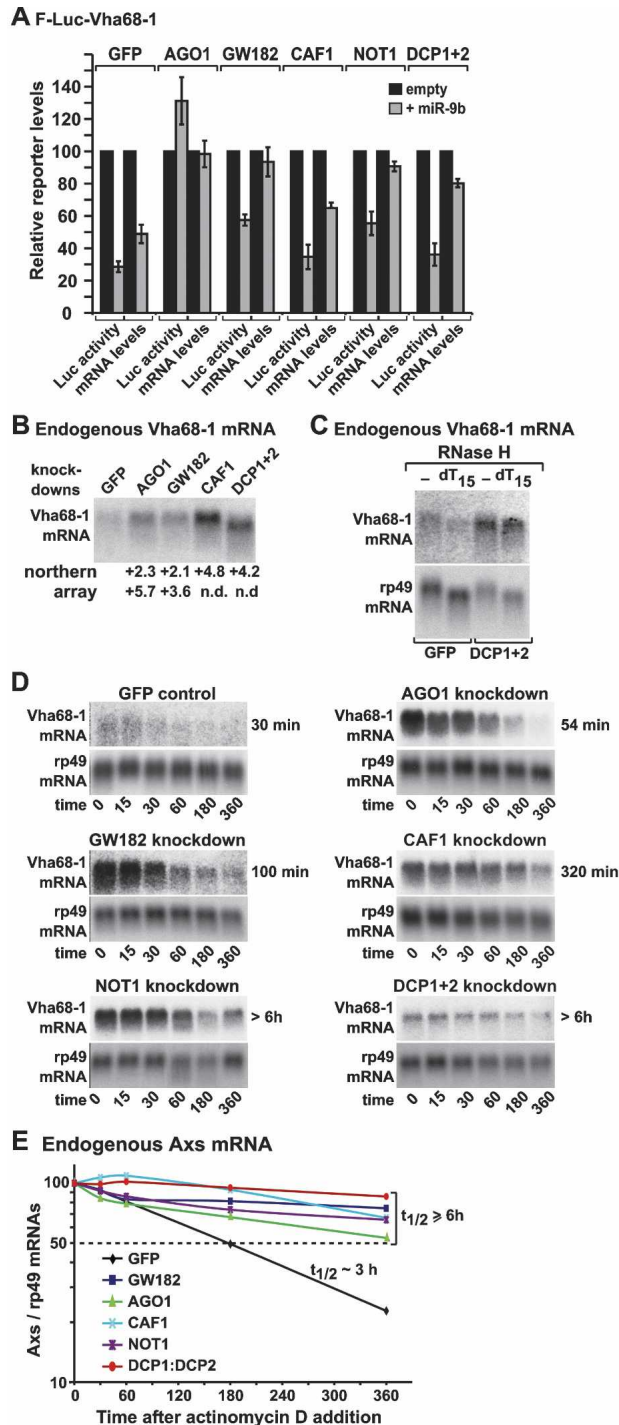 A F-Luc-Vha68-1
GFP AGO1 GW182 CAF1 NOT1 DCP1+2
empty
+ miR-9b
Relative reporter levels
140
120
100
80
60
40
20
0
Luc activity mRNA levels Luc activity mRNA levels Luc activity mRNA levels Luc activity mRNA levels Luc activity mRNA levels Luc activity mRNA levels
B Endogenous Vha68-1 mRNA
knock-
downs
GFP AGO1 GW182 CAF1 DCP1+2
Vha68-1
mRNA
northern +2.3 +2.1 +4.8 +4.2
array +5.7 +3.6 n.d. n.d
C Endogenous Vha68-1 mRNA
RNase H
– dT15 – dT15
Vha68-1
mRNA
rp49
mRNA
GFP DCP1+2
D
GFP control
Vha68-1
mRNA
30 min
rp49
mRNA
time 0 15 30 60 180 360
AGO1 knockdown
Vha68-1
mRNA
54 min
rp49
mRNA
time 0 15 30 60 180 360
GW182 knockdown
Vha68-1
mRNA
100 min
rp49
mRNA
time 0 15 30 60 180 360
CAF1 knockdown
Vha68-1
mRNA
320 min
rp49
mRNA
time 0 15 30 60 180 360
NOT1 knockdown
Vha68-1
mRNA
> 6h
rp49
mRNA
time 0 15 30 60 180 360
DCP1+2 knockdown
Vha68-1
mRNA
> 6h
rp49
mRNA
time 0 15 30 60 180 360
E Endogenous Axs mRNA
Axs / rp49 mRNAs
100
50
10
t1/2 ⩾ 6h
t1/2 ~ 3 h
GFP
GW182
AGO1
CAF1
NOT1
DCP1:DCP2
0 60 120 180 240 300 360
Time after actinomycin D addition